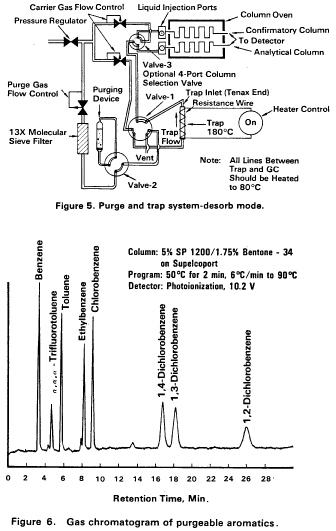 Carrier Gas Flow Control
Pressure Regulator
Liquid Injection Ports
Column Oven
Confirmatory Column
To Detector
Analytical Column
Valve-3
Optional 4-Port Column
Selection Valve
Purge Gas
Flow Control
Purging
Device
Valve-1
Trap Inlet (Tenax End)
Resistance Wire
Heater Control
On
Trap
180°C
Trap
Flow
13X Molecular
Sieve Filter
Vent
Valve-2
Note: All Lines Between
Trap and GC
Should be Heated
to 80°C
Figure 5. Purge and trap system-desorb mode.
Column: 5% SP 1200/1.75% Bentone - 34
on Supelcoport
Program: 50°C for 2 min, 6°C/min to 90°C
Detector: Photoionization, 10.2 V
Benzene
α,α,α - Trifluorotoluene
Toluene
Ethylbenzene
Chlorobenzene
1,4-Dichlorobenzene
1,3-Dichlorobenzene
1,2-Dichlorobenzene
0 2 4 6 8 10 12 14 16 18 20 22 24 26 28
Retention Time, Min.
Figure 6. Gas chromatogram of purgeable aromatics.